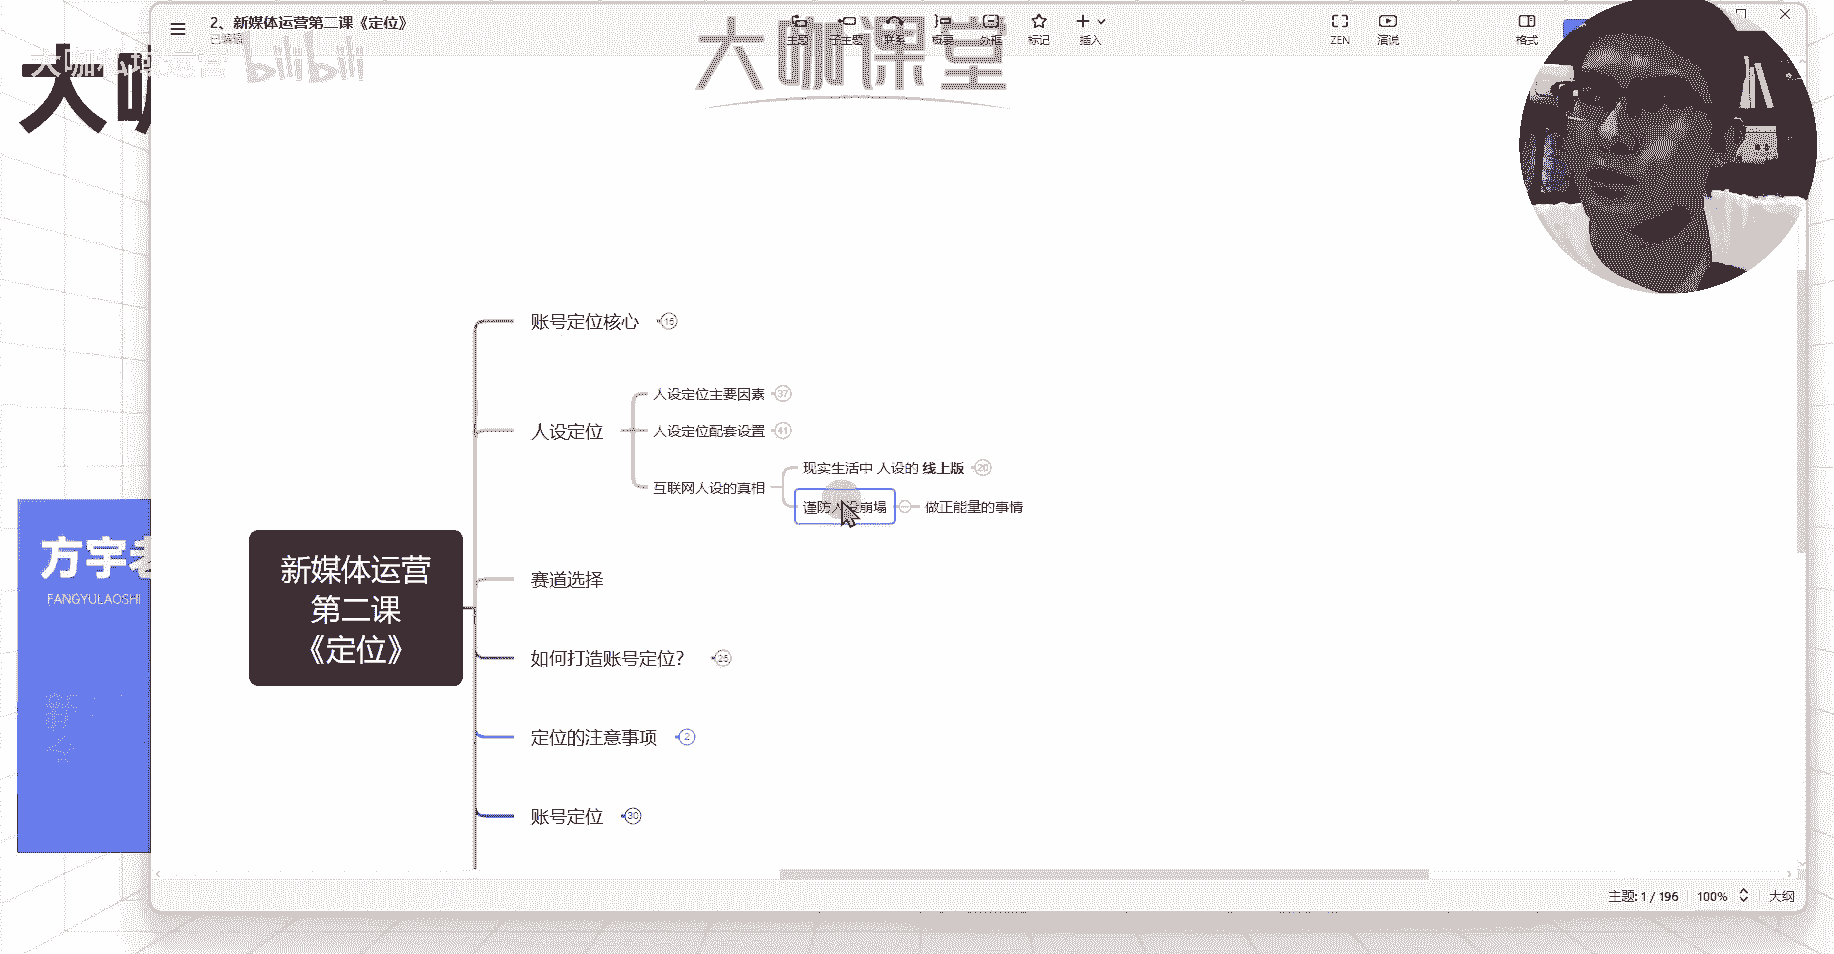 2、新媒体运营第二课《定位》
已编辑
主题
子主题
联系
概要
外框
标记
插入
ZEN
演说
格式
大咖私域运营 bilibili
大咖课堂
大咖
账号定位核心 15
人设定位主要因素 37
人设定位
人设定位配套设置 41
现实生活中 人设的 线上版 20
互联网人设的真相
谨防人设崩塌
做正能量的事情
方宇老
FANGYULAOSHI
新媒体运营
第二课
《定位》
赛道选择
如何打造账号定位？ 26
定位的注意事项 2
账号定位 30
主题: 1 / 196
100%
大纲